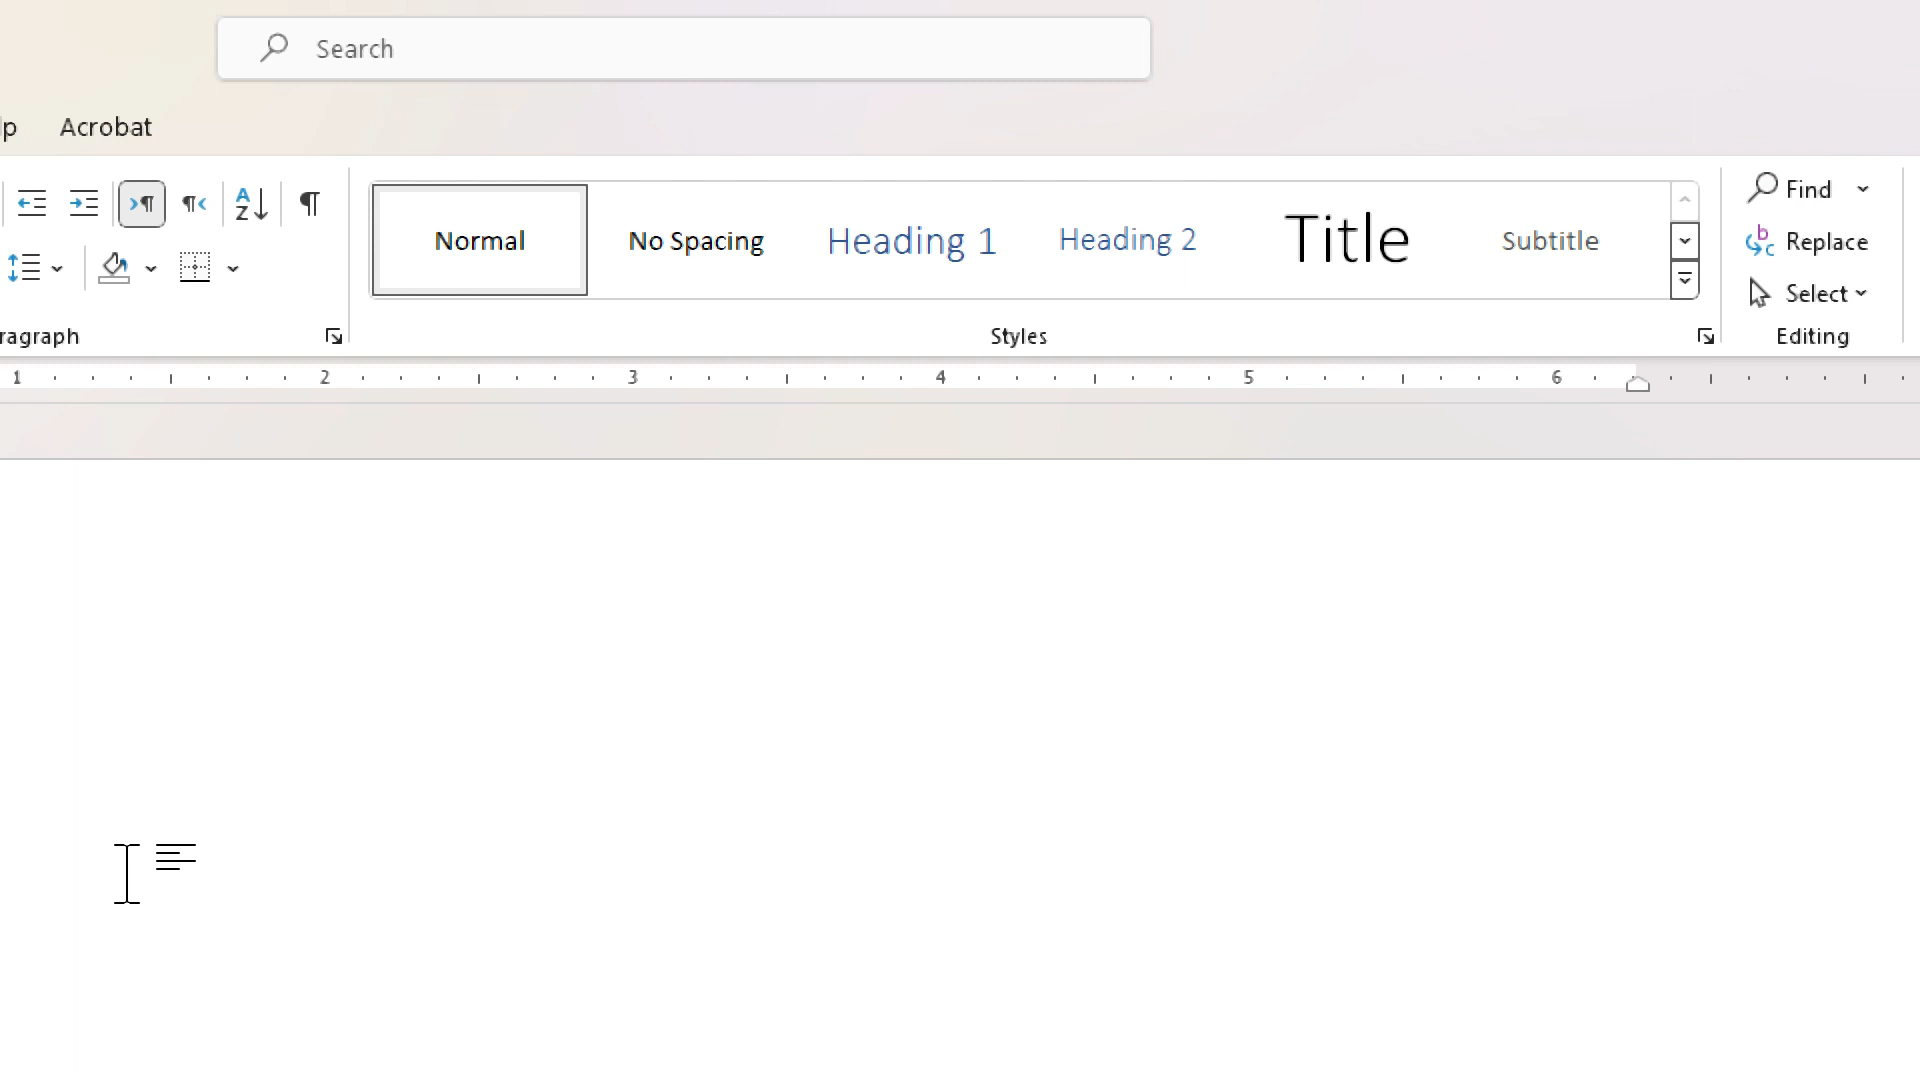 Search
p Acrobat
A
Z
Normal No Spacing Heading 1 Heading 2 Title Subtitle
Find
Replace
Select
ragraph Styles Editing
1 2 3 4 5 6